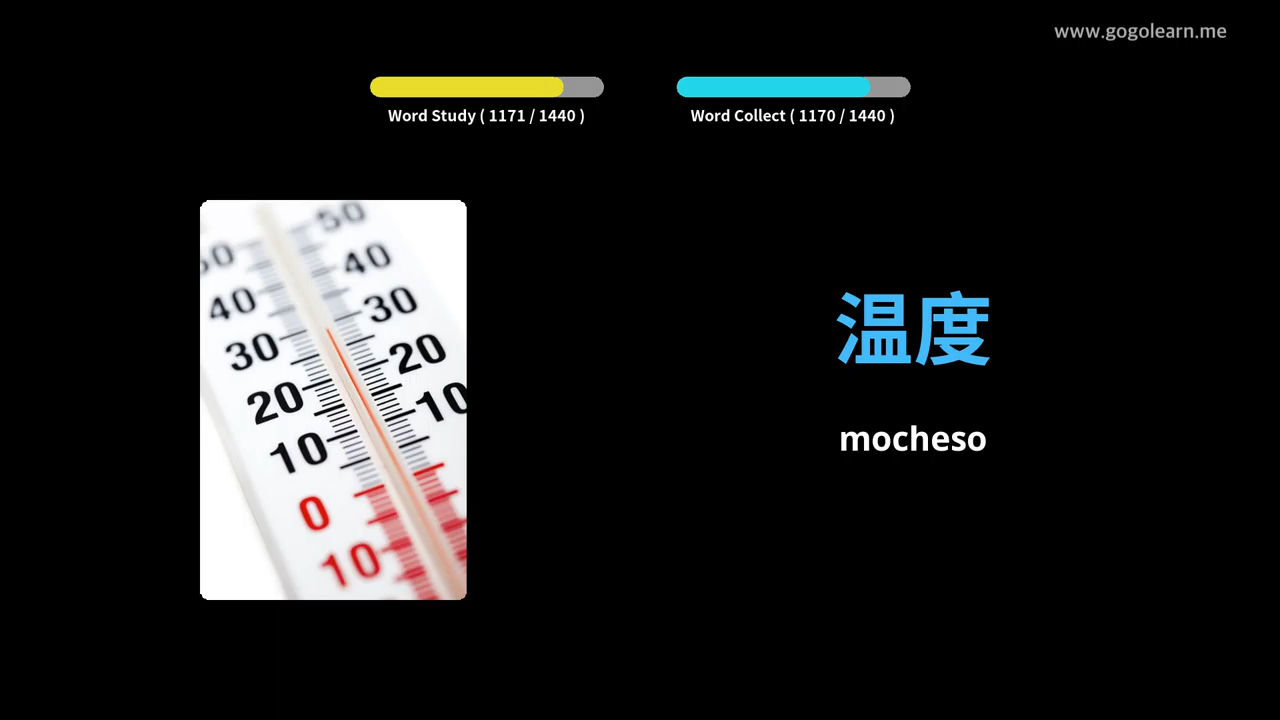 www.gogolearn.me
Word Study ( 1171 / 1440 )
Word Collect ( 1170 / 1440 )
50
50
40
40
30
30
20
20
10
10
0
10
温度
mocheso